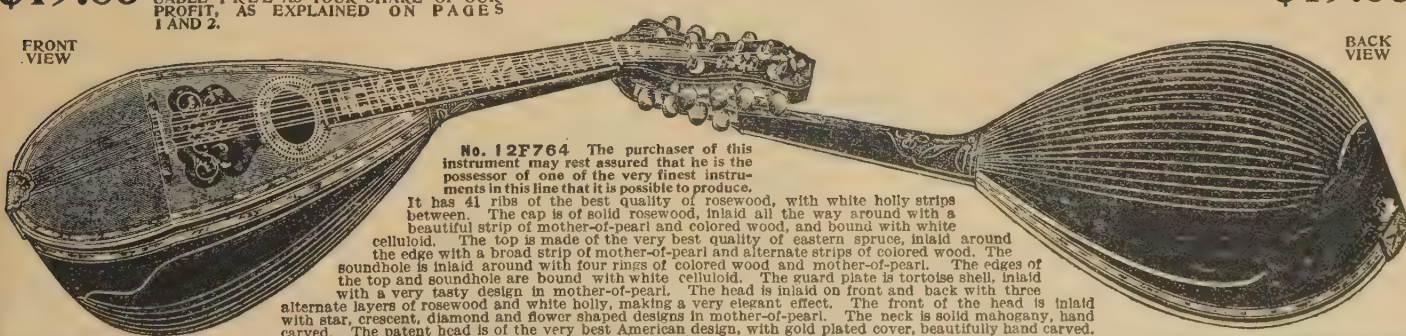 PROFIT, AS EXPLAINED ON PAGES
1 AND 2.
FRONT
VIEW
BACK
VIEW
No. 12F764 The purchaser of this
instrument may rest assured that he is the
possessor of one of the very finest instru-
ments in this line that it is possible to produce.
It has 41 ribs of the best quality of rosewood, with white holly strips
between. The cap is of solid rosewood, inlaid all the way around with a
beautiful strip of mother-of-pearl and colored wood, and bound with white
celluloid. The top is made of the very best quality of eastern spruce, inlaid around
the edge with a broad strip of mother-of-pearl and alternate strips of colored wood. The
soundhole is inlaid around with four rings of colored wood and mother-of-pearl. The edges of
the top and soundhole are bound with white celluloid. The guard plate is tortoise shell, inlaid
with a very tasty design in mother-of-pearl. The head is inlaid on front and back with three
alternate layers of rosewood and white holly, making a very elegant effect. The front of the head is inlaid
with star, crescent, diamond and flower shaped designs in mother-of-pearl. The neck is solid mahogany, hand
carved. The patent head is of the very best American design, with gold plated cover, beautifully hand carved.